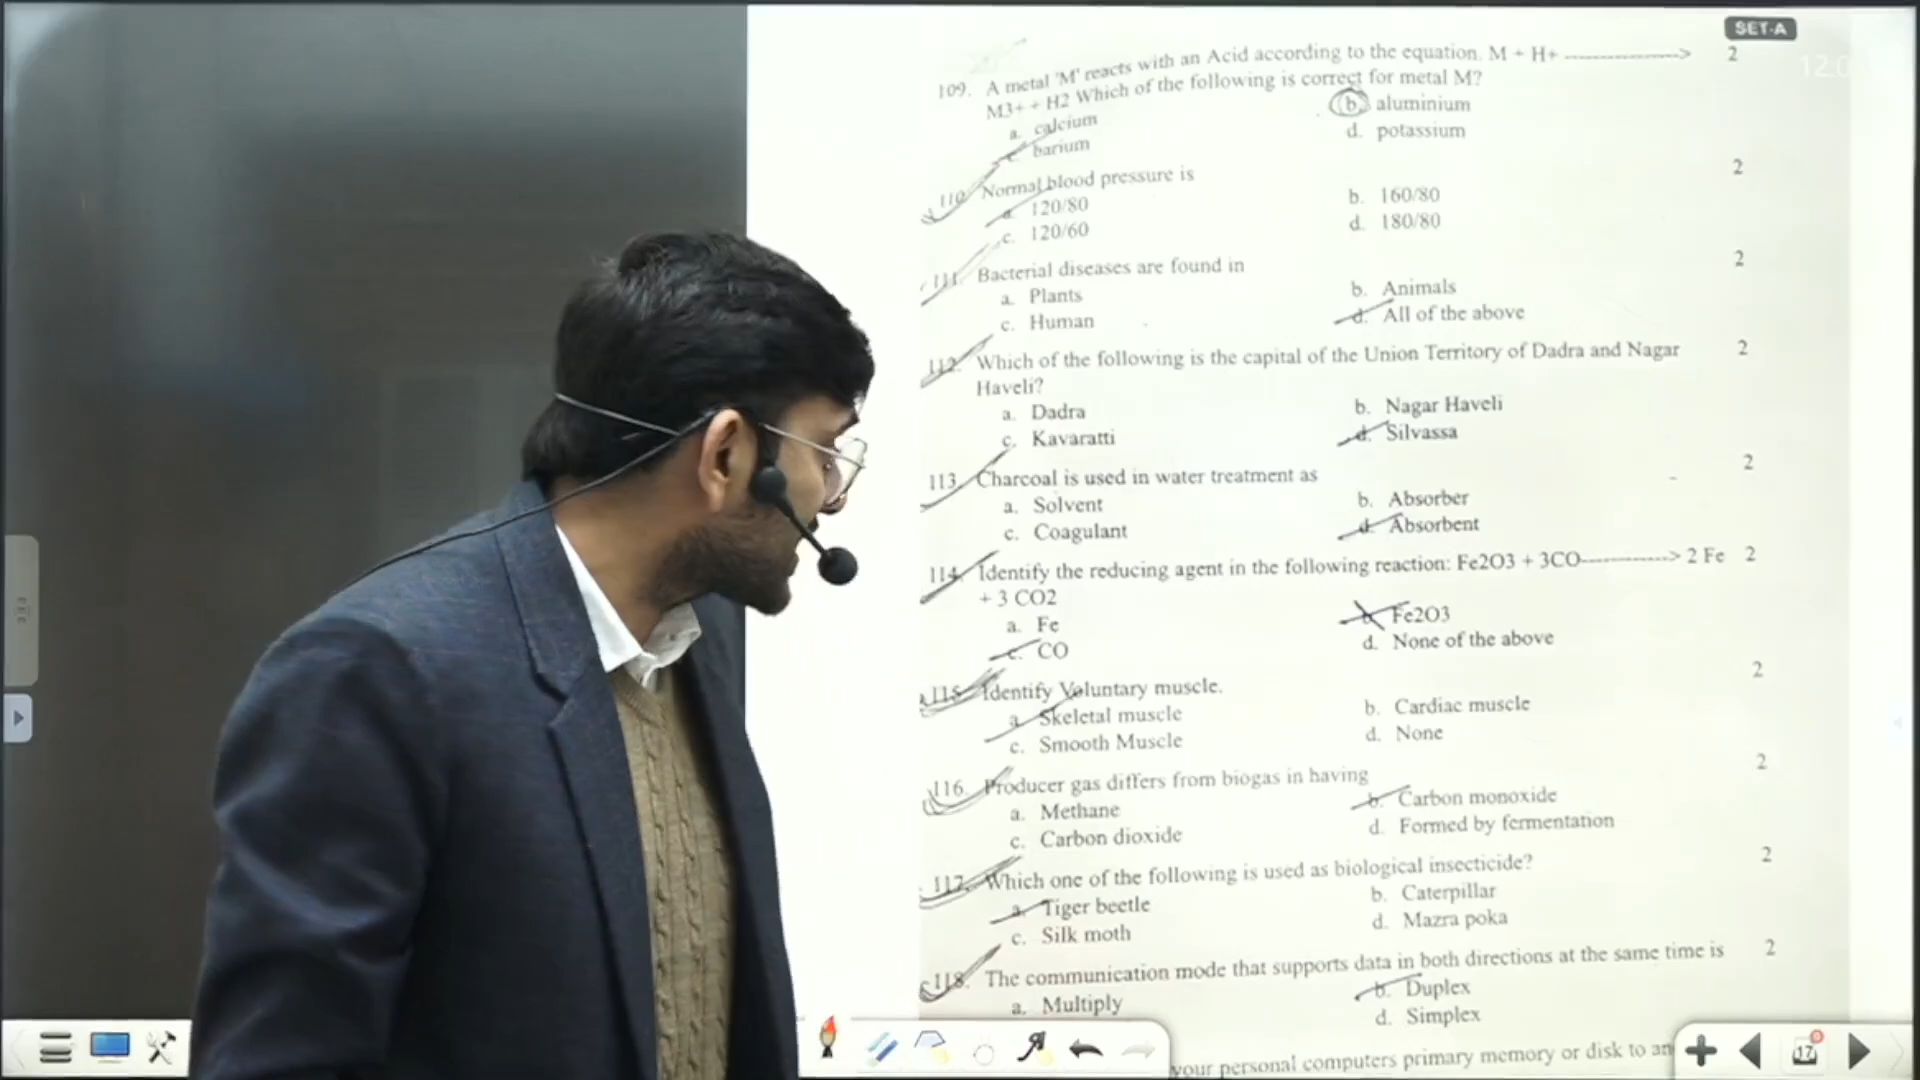 SET-A
12:0
109. A metal 'M' reacts with an Acid according to the equation. M + H+ -------------> 2
M3+ + H2 Which of the following is correct for metal M?
a. calcium b. aluminium
c. barium d. potassium
110. Normal blood pressure is 2
a. 120/80 b. 160/80
c. 120/60 d. 180/80
111. Bacterial diseases are found in 2
a. Plants b. Animals
c. Human d. All of the above
112. Which of the following is the capital of the Union Territory of Dadra and Nagar 2
Haveli?
a. Dadra b. Nagar Haveli
c. Kavaratti d. Silvassa
113. Charcoal is used in water treatment as 2
a. Solvent b. Absorber
c. Coagulant d. Absorbent
114. Identify the reducing agent in the following reaction: Fe2O3 + 3CO-------------> 2 Fe 2
+ 3 CO2
a. Fe b. Fe2O3
c. CO d. None of the above
115. Identify Voluntary muscle. 2
a. Skeletal muscle b. Cardiac muscle
c. Smooth Muscle d. None
116. Producer gas differs from biogas in having 2
a. Methane b. Carbon monoxide
c. Carbon dioxide d. Formed by fermentation
117. Which one of the following is used as biological insecticide? 2
a. Tiger beetle b. Caterpillar
c. Silk moth d. Mazra poka
118. The communication mode that supports data in both directions at the same time is 2
a. Multiply b. Duplex
d. Simplex
your personal computers primary memory or disk to an
17